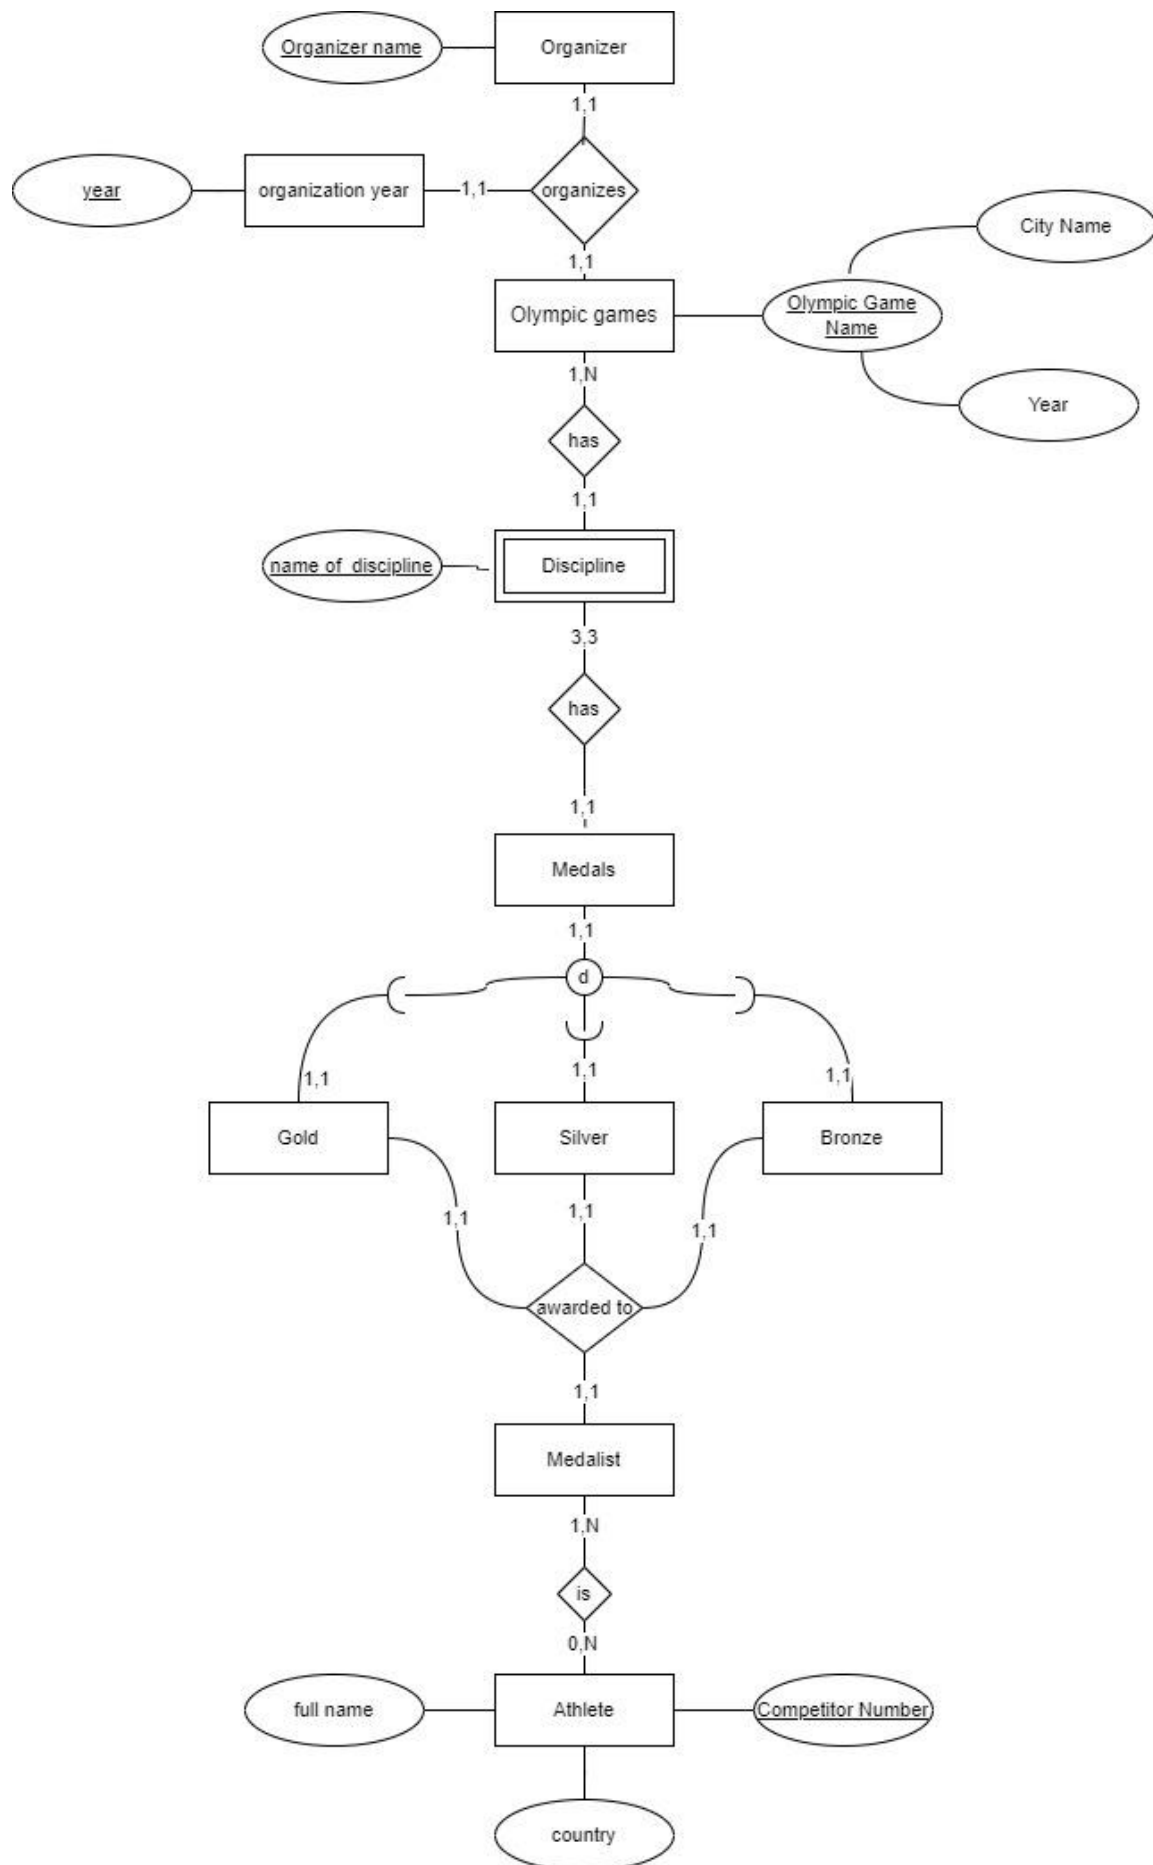 Organizer name
Organizer
1,1
year
organization year
1,1
organizes
City Name
1,1
Olympic games
Olympic Game
Name
1,N
Year
has
1,1
name of  discipline
Discipline
3,3
has
1,1
Medals
1,1
d
1,1
1,1
1,1
Gold
Silver
Bronze
1,1
1,1
1,1
awarded to
1,1
Medalist
1,N
is
0,N
full name
Athlete
Competitor Number
country